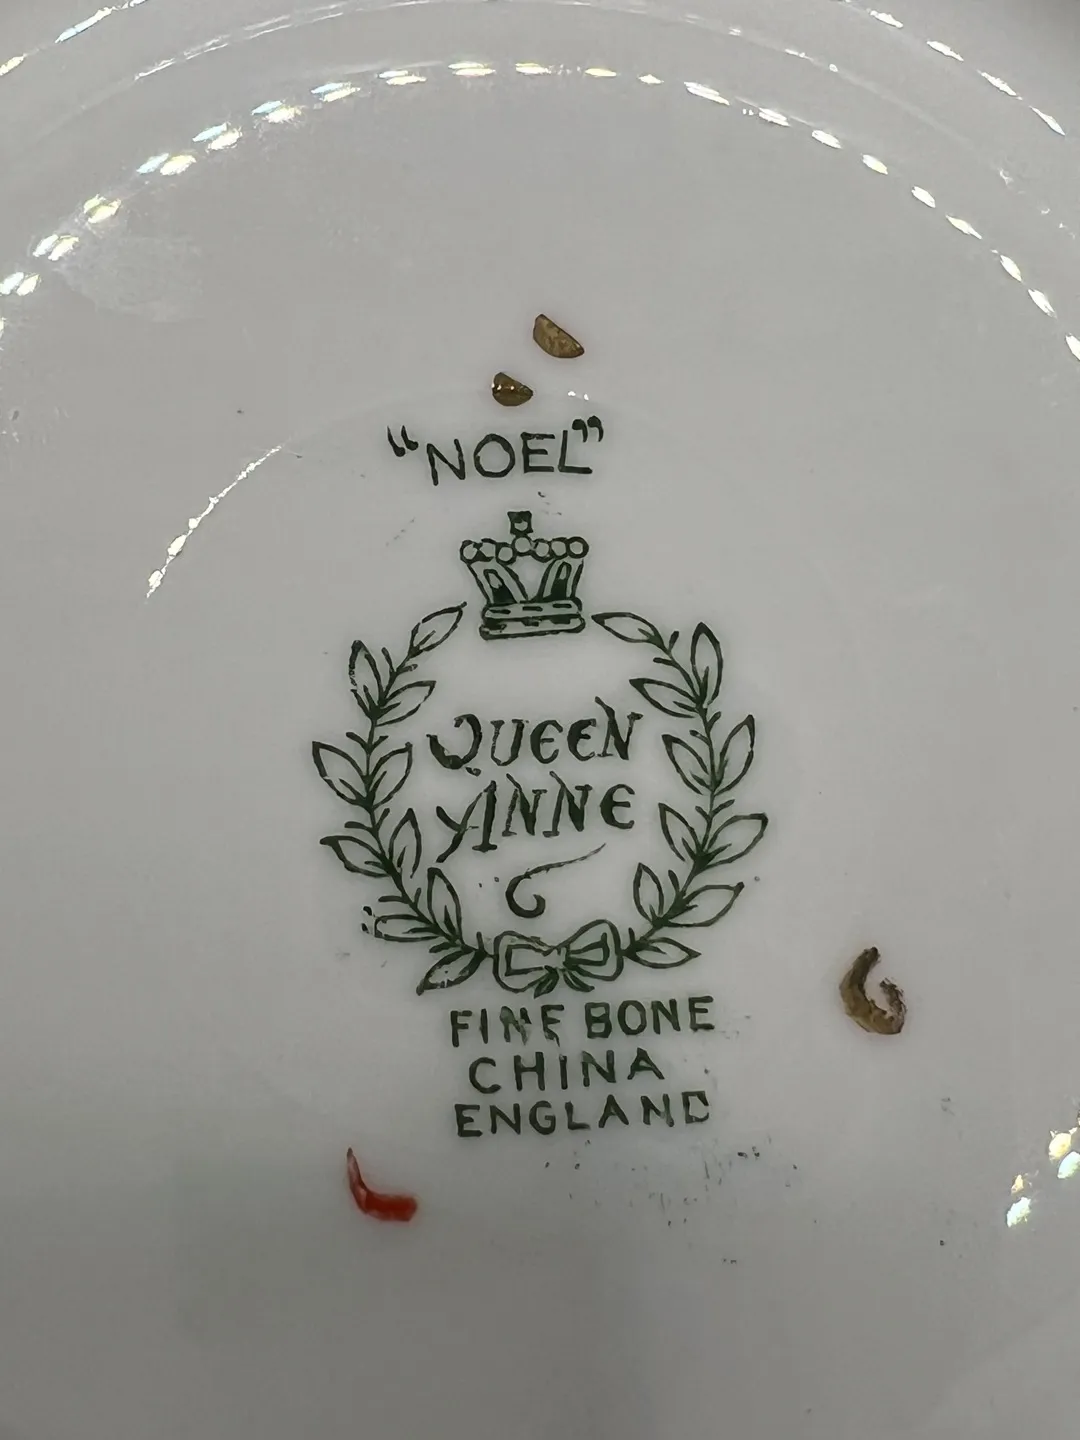 “NOEL”
QUEEN
ANNE
FINE BONE
CHINA
ENGLAND